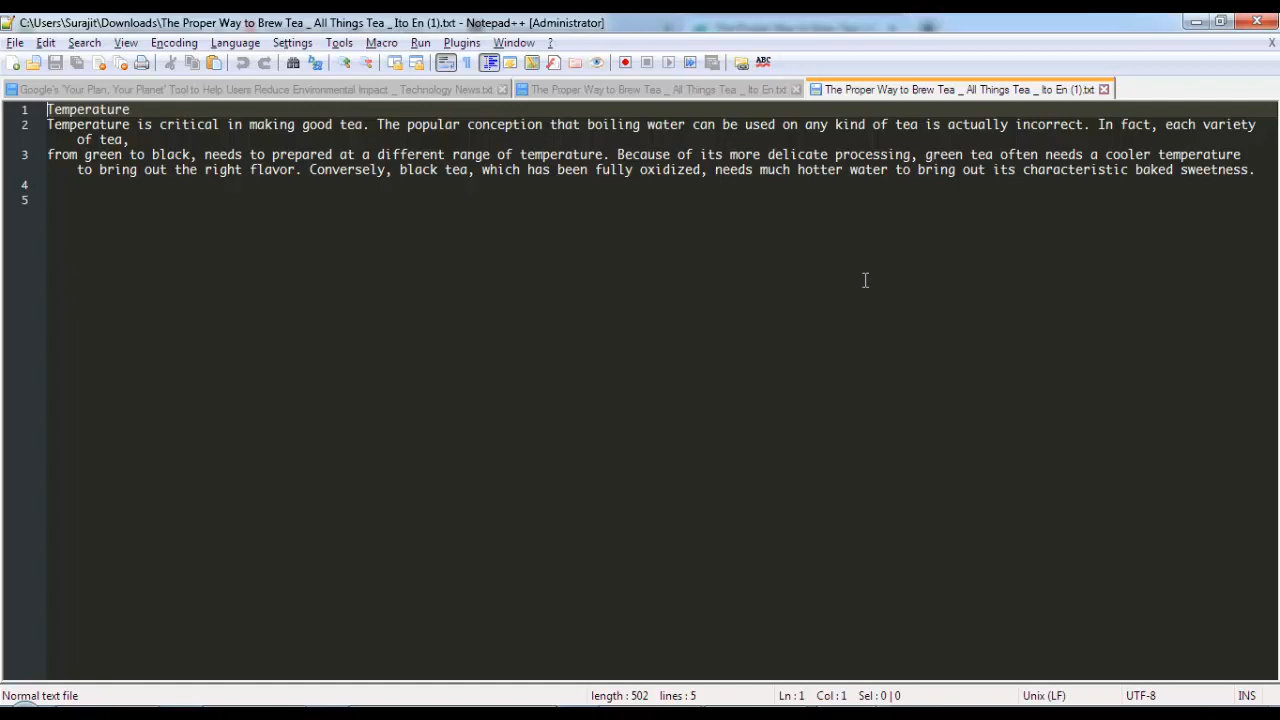 C:\Users\Surajit\Downloads\The Proper Way to Brew Tea _ All Things Tea _ Ito En (1).txt - Notepad++ [Administrator]
File Edit Search View Encoding Language Settings Tools Macro Run Plugins Window ? X
ABC
Google's 'Your Plan, Your Planet' Tool to Help Users Reduce Environmental Impact _ Technology News.txt The Proper Way to Brew Tea _ All Things Tea _ Ito En.txt The Proper Way to Brew Tea _ All Things Tea _ Ito En (1).txt
1 Temperature
2 Temperature is critical in making good tea. The popular conception that boiling water can be used on any kind of tea is actually incorrect. In fact, each variety
of tea,
3 from green to black, needs to prepared at a different range of temperature. Because of its more delicate processing, green tea often needs a cooler temperature
to bring out the right flavor. Conversely, black tea, which has been fully oxidized, needs much hotter water to bring out its characteristic baked sweetness.
4
5
Normal text file length : 502 lines : 5 Ln : 1 Col : 1 Sel : 0 | 0 Unix (LF) UTF-8 INS